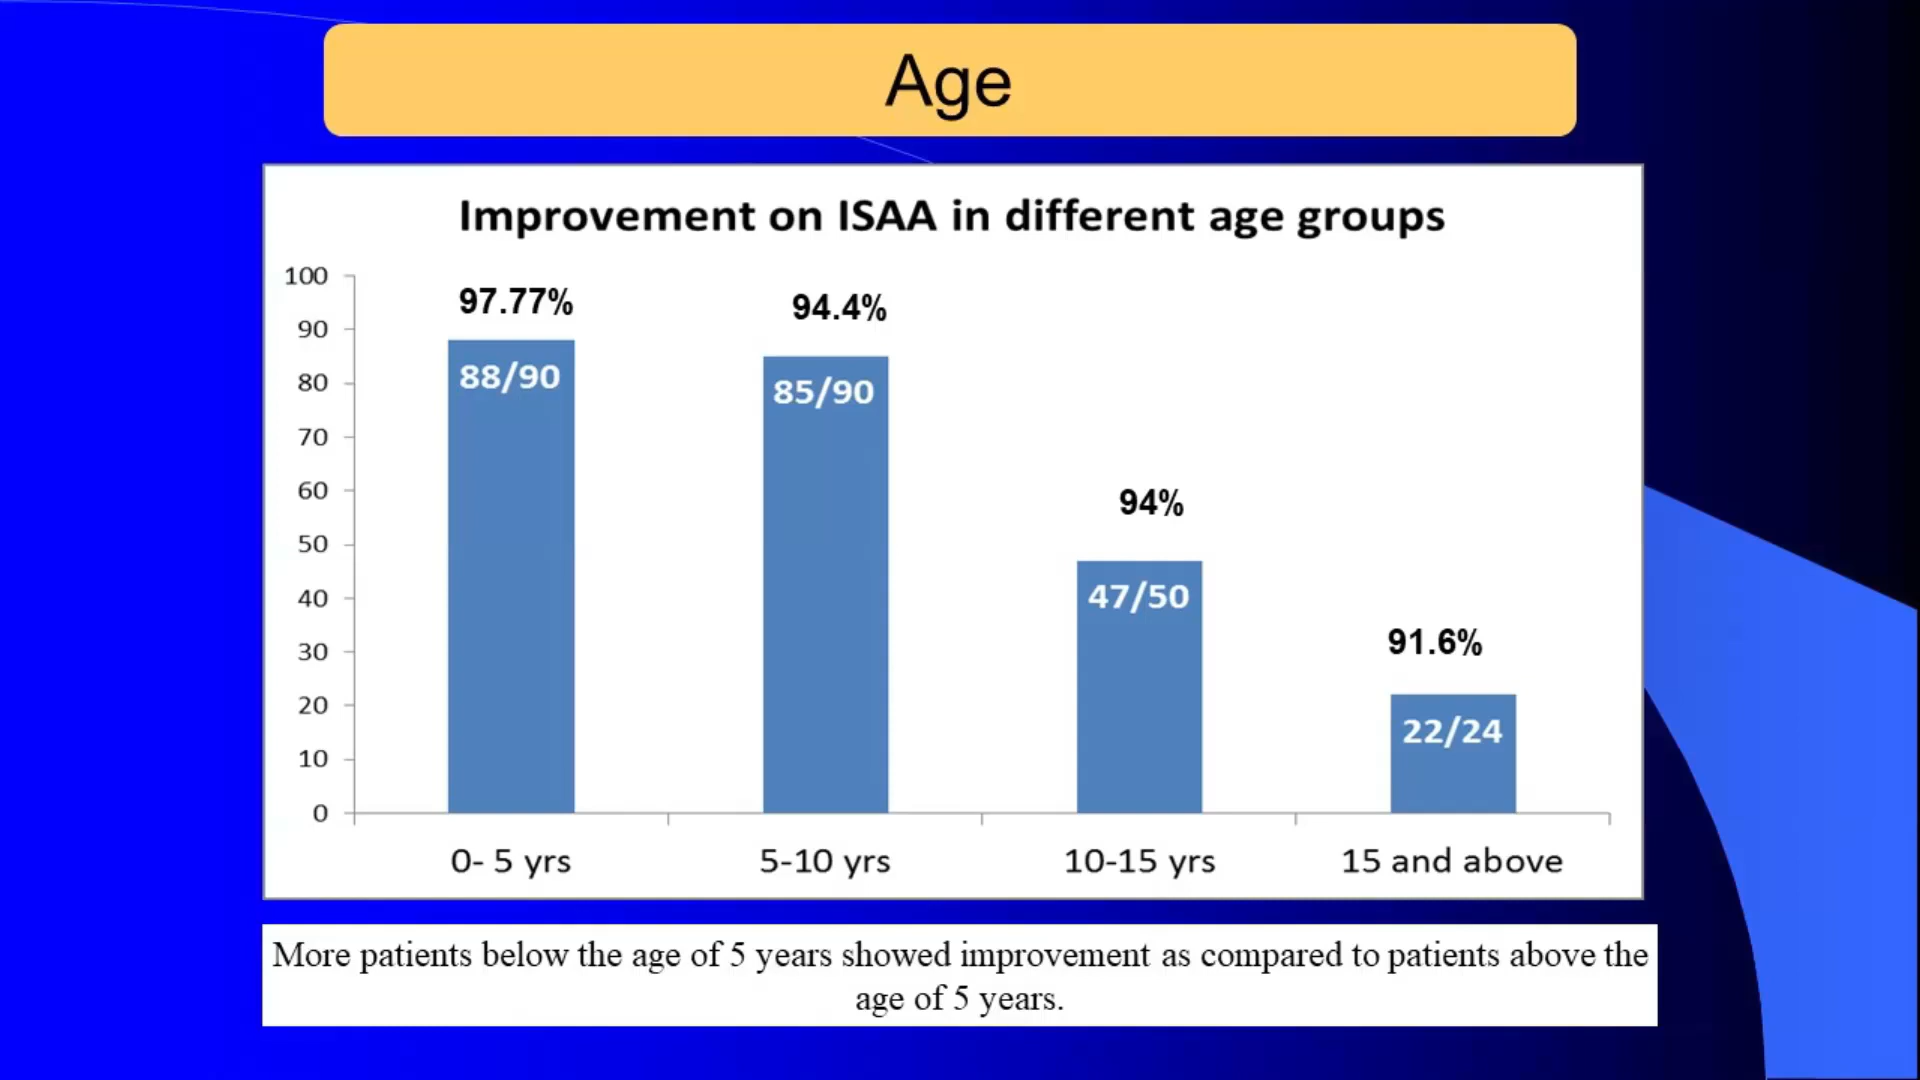 Age
Improvement on ISAA in different age groups
100
90
80
70
60
50
40
30
20
10
0
97.77%
94.4%
94%
91.6%
88/90
85/90
47/50
22/24
0- 5 yrs
5-10 yrs
10-15 yrs
15 and above
More patients below the age of 5 years showed improvement as compared to patients above the
age of 5 years.